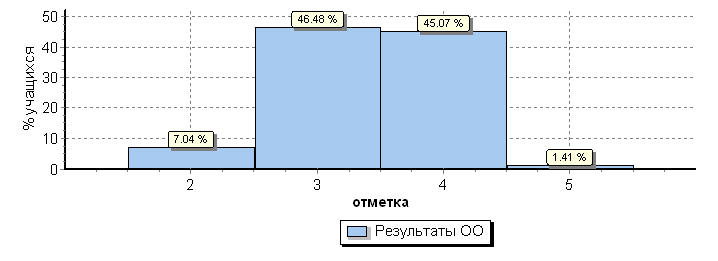 % учащихся
50
40
30
20
10
0
7.04 %
46.48 %
45.07 %
1.41 %
2 3 4 5
отметка
Результаты ОО